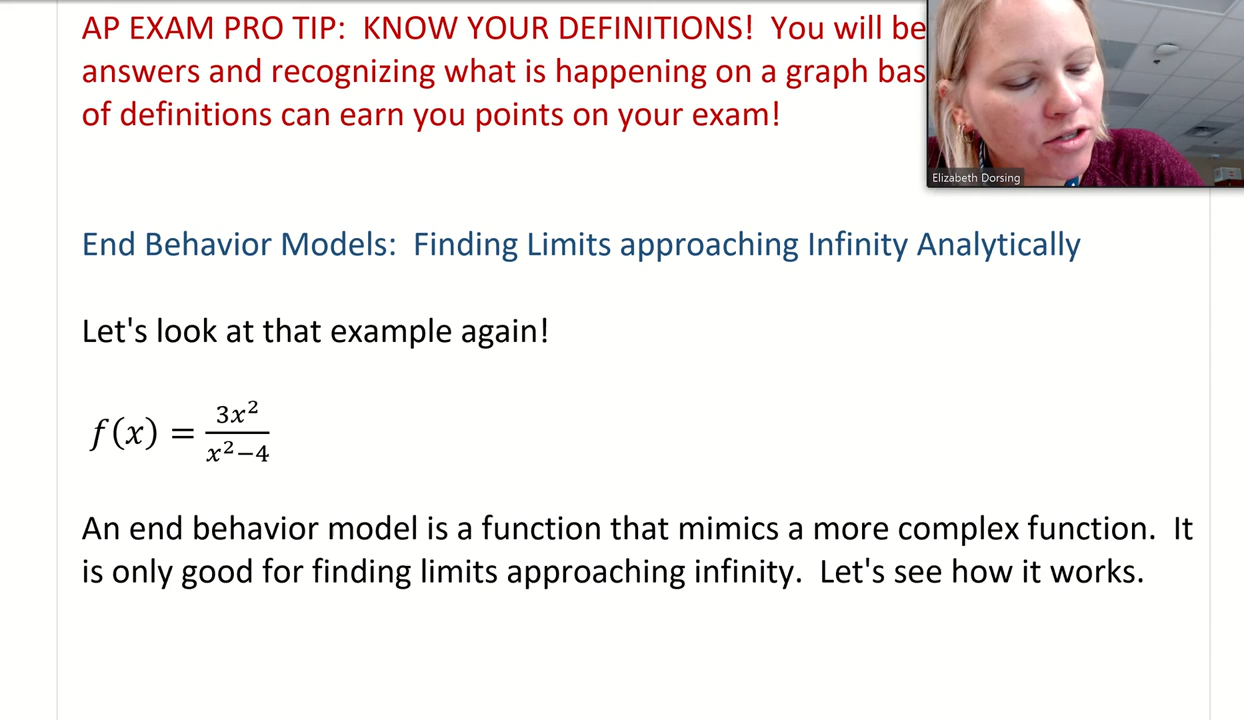 AP EXAM PRO TIP:  KNOW YOUR DEFINITIONS!  You will be
answers and recognizing what is happening on a graph bas
of definitions can earn you points on your exam!
Elizabeth Dorsing
End Behavior Models:  Finding Limits approaching Infinity Analytically
Let's look at that example again!
f(x) = 3x²/x²−4
An end behavior model is a function that mimics a more complex function.  It
is only good for finding limits approaching infinity.  Let's see how it works.